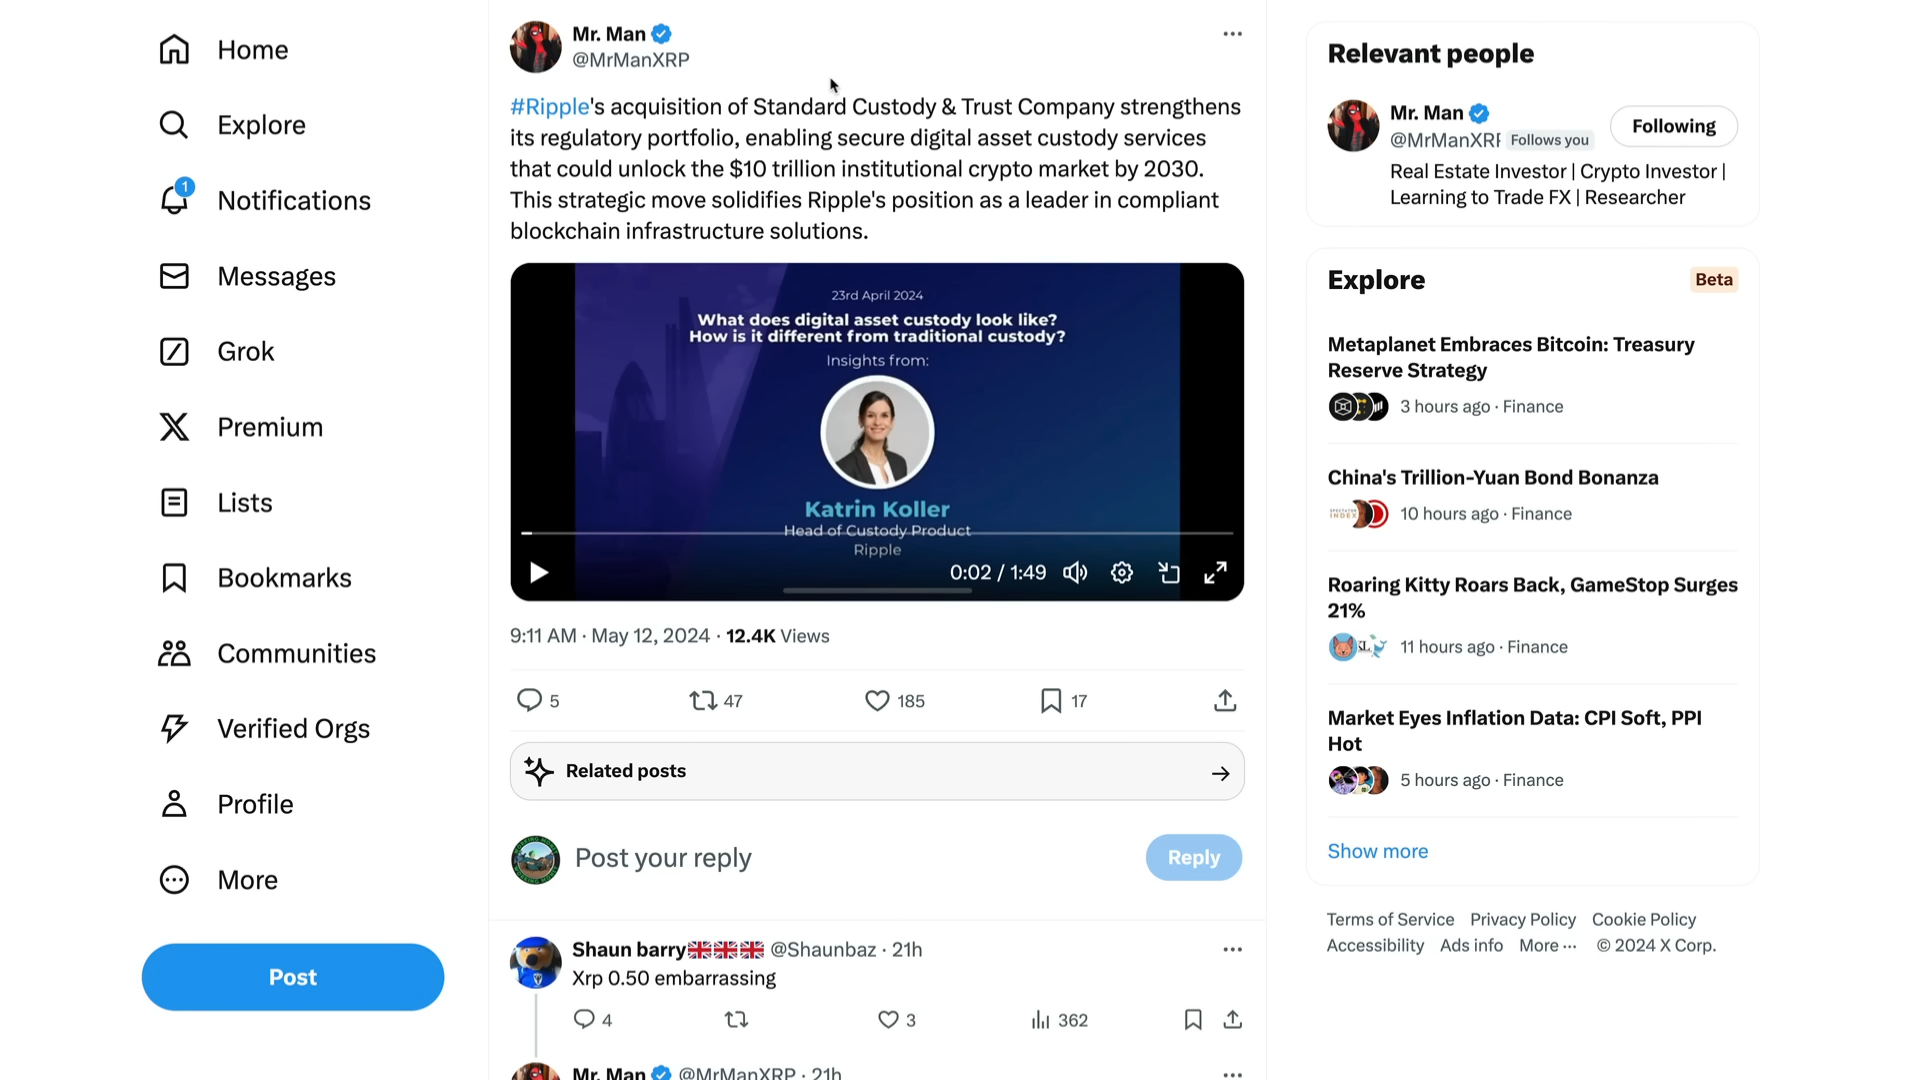 Home
Explore
1
Notifications
Messages
Grok
Premium
Lists
Bookmarks
Communities
Verified Orgs
Profile
More
Post
Mr. Man
@MrManXRP
#Ripple's acquisition of Standard Custody & Trust Company strengthens
its regulatory portfolio, enabling secure digital asset custody services
that could unlock the $10 trillion institutional crypto market by 2030.
This strategic move solidifies Ripple's position as a leader in compliant
blockchain infrastructure solutions.
23rd April 2024
What does digital asset custody look like?
How is it different from traditional custody?
Insights from:
Katrin Koller
Head of Custody Product
Ripple
0:02 / 1:49
9:11 AM · May 12, 2024 · 12.4K Views
5 47 185 17
Related posts
Post your reply
Reply
Shaun barry @Shaunbaz · 21h
Xrp 0.50 embarrassing
4 3 362
Mr. Man @MrManXRP · 21h
Relevant people
Mr. Man
@MrManXRP Follows you
Following
Real Estate Investor | Crypto Investor |
Learning to Trade FX | Researcher
Explore
Beta
Metaplanet Embraces Bitcoin: Treasury
Reserve Strategy
3 hours ago · Finance
China's Trillion-Yuan Bond Bonanza
10 hours ago · Finance
Roaring Kitty Roars Back, GameStop Surges
21%
11 hours ago · Finance
Market Eyes Inflation Data: CPI Soft, PPI
Hot
5 hours ago · Finance
Show more
Terms of Service Privacy Policy Cookie Policy
Accessibility Ads info More ··· © 2024 X Corp.